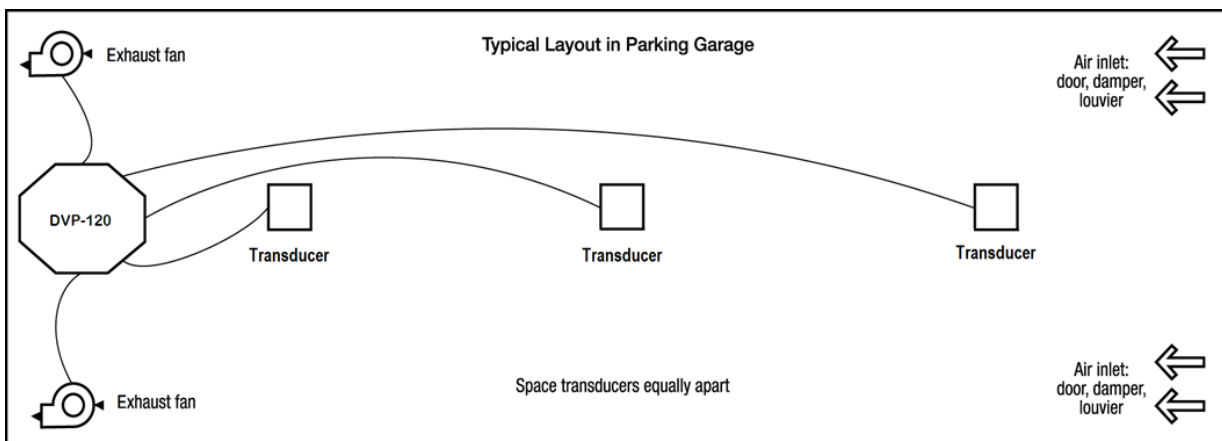 Typical Layout in Parking Garage
Exhaust fan
Air inlet:
door, damper,
louvier
DVP-120
Transducer
Transducer
Transducer
Exhaust fan
Space transducers equally apart
Air inlet:
door, damper,
louvier